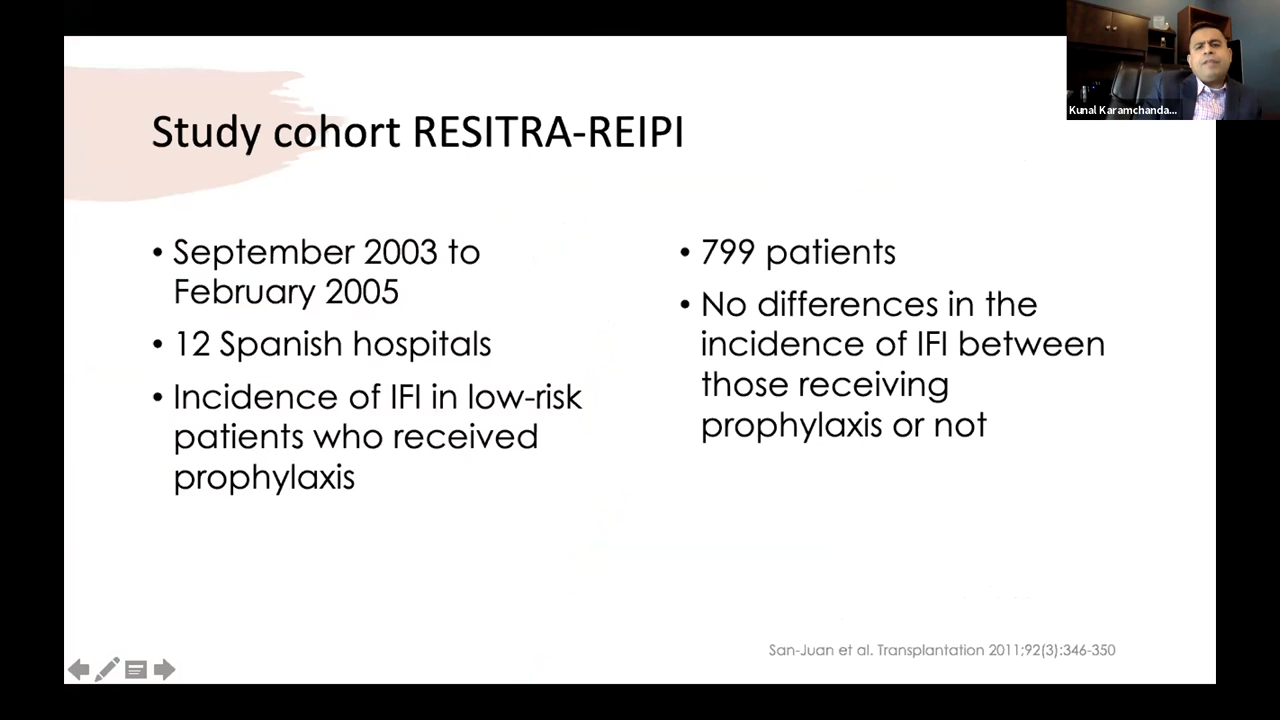 Kunal Karamchanda...
Study cohort RESITRA-REIPI
• September 2003 to
February 2005
• 12 Spanish hospitals
• Incidence of IFI in low-risk
patients who received
prophylaxis
• 799 patients
• No differences in the
incidence of IFI between
those receiving
prophylaxis or not
San-Juan et al. Transplantation 2011;92(3):346-350